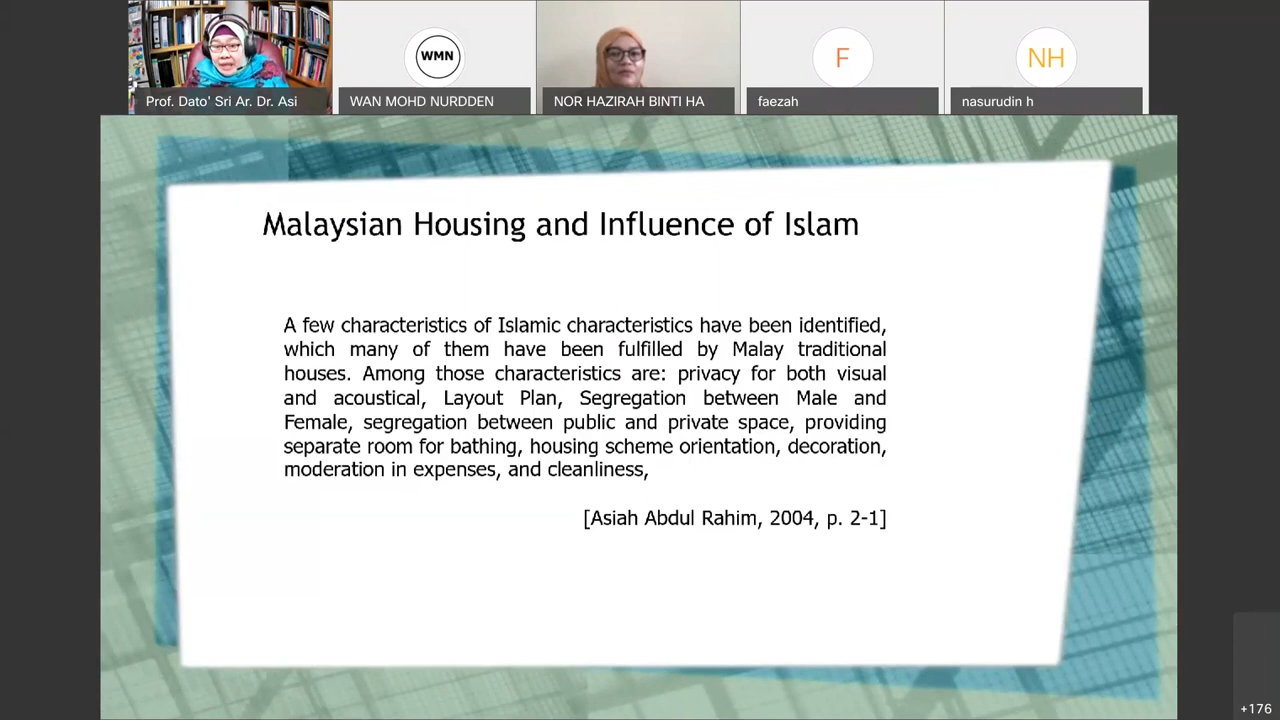 WMN
F
NH
Prof. Dato' Sri Ar. Dr. Asi
WAN MOHD NURDDEN
NOR HAZIRAH BINTI HA
faezah
nasurudin h
Malaysian Housing and Influence of Islam
A few characteristics of Islamic characteristics have been identified,
which many of them have been fulfilled by Malay traditional
houses. Among those characteristics are: privacy for both visual
and acoustical, Layout Plan, Segregation between Male and
Female, segregation between public and private space, providing
separate room for bathing, housing scheme orientation, decoration,
moderation in expenses, and cleanliness,
[Asiah Abdul Rahim, 2004, p. 2-1]
+176